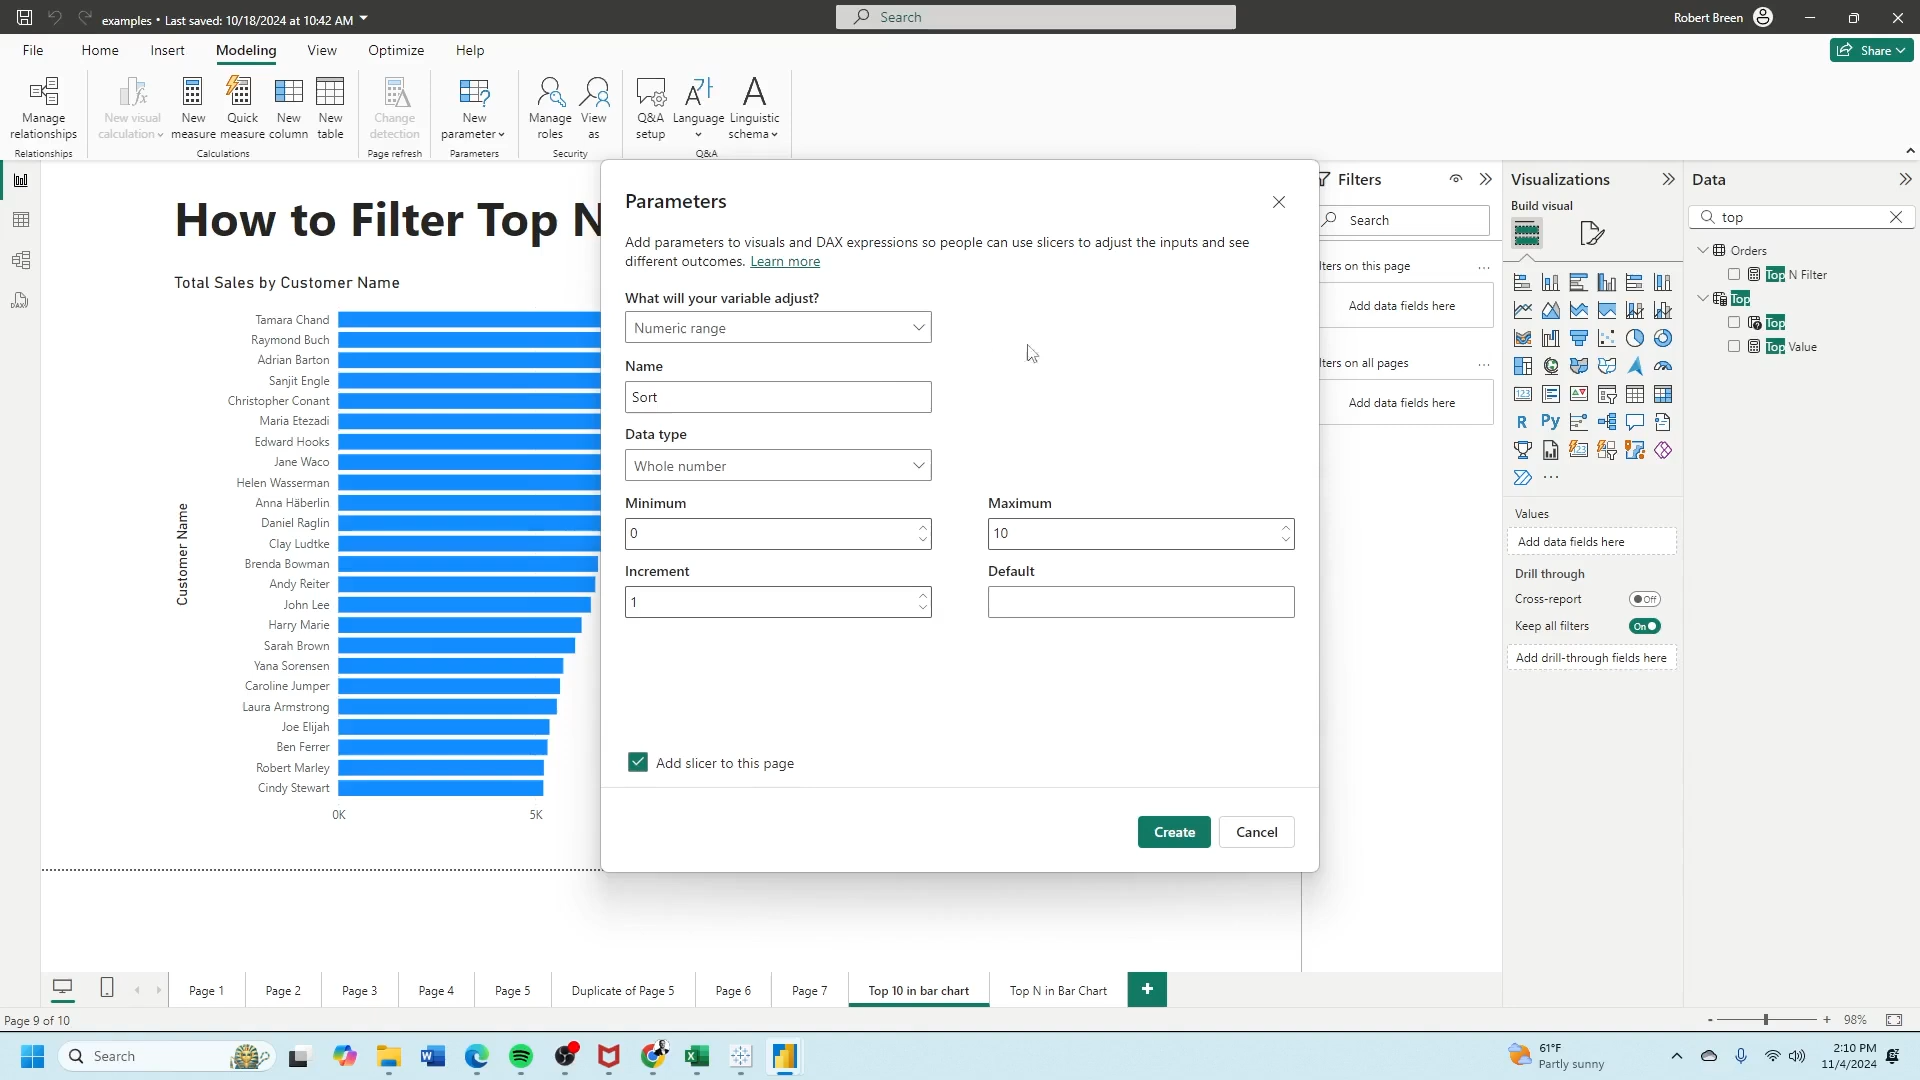 examples • Last saved: 10/18/2024 at 10:42 AM
Search
Robert Breen
File
Home
Insert
Modeling
View
Optimize
Help
Share
Manage relationships
New visual calculation
New measure
Quick measure
New column
New table
Change detection
New parameter
Manage roles
View as
Q&A setup
Language
Linguistic schema
Relationships
Calculations
Page refresh
Parameters
Security
Q&A
How to Filter Top N
Total Sales by Customer Name
Customer Name
Tamara Chand
Raymond Buch
Adrian Barton
Sanjit Engle
Christopher Conant
Maria Etezadi
Edward Hooks
Jane Waco
Helen Wasserman
Anna Häberlin
Daniel Raglin
Clay Ludtke
Brenda Bowman
Andy Reiter
John Lee
Harry Marie
Sarah Brown
Yana Sorensen
Caroline Jumper
Laura Armstrong
Joe Elijah
Ben Ferrer
Robert Marley
Cindy Stewart
0K
5K
Parameters
Add parameters to visuals and DAX expressions so people can use slicers to adjust the inputs and see
different outcomes. Learn more
What will your variable adjust?
Numeric range
Name
Sort
Data type
Whole number
Minimum
Maximum
0
10
Increment
Default
1
Add slicer to this page
Create
Cancel
Filters
Search
lters on this page
...
Add data fields here
lters on all pages
...
Add data fields here
Visualizations
Build visual
123
R
Py
123
...
Values
Add data fields here
Drill through
Cross-report
Off
Keep all filters
On
Add drill-through fields here
Data
top
Orders
Top N Filter
Top
Top
Top Value
DAX
Page 1
Page 2
Page 3
Page 4
Page 5
Duplicate of Page 5
Page 6
Page 7
Top 10 in bar chart
Top N in Bar Chart
+
Page 9 of 10
- + 98%
Search
61°F
Partly sunny
2:10 PM
11/4/2024